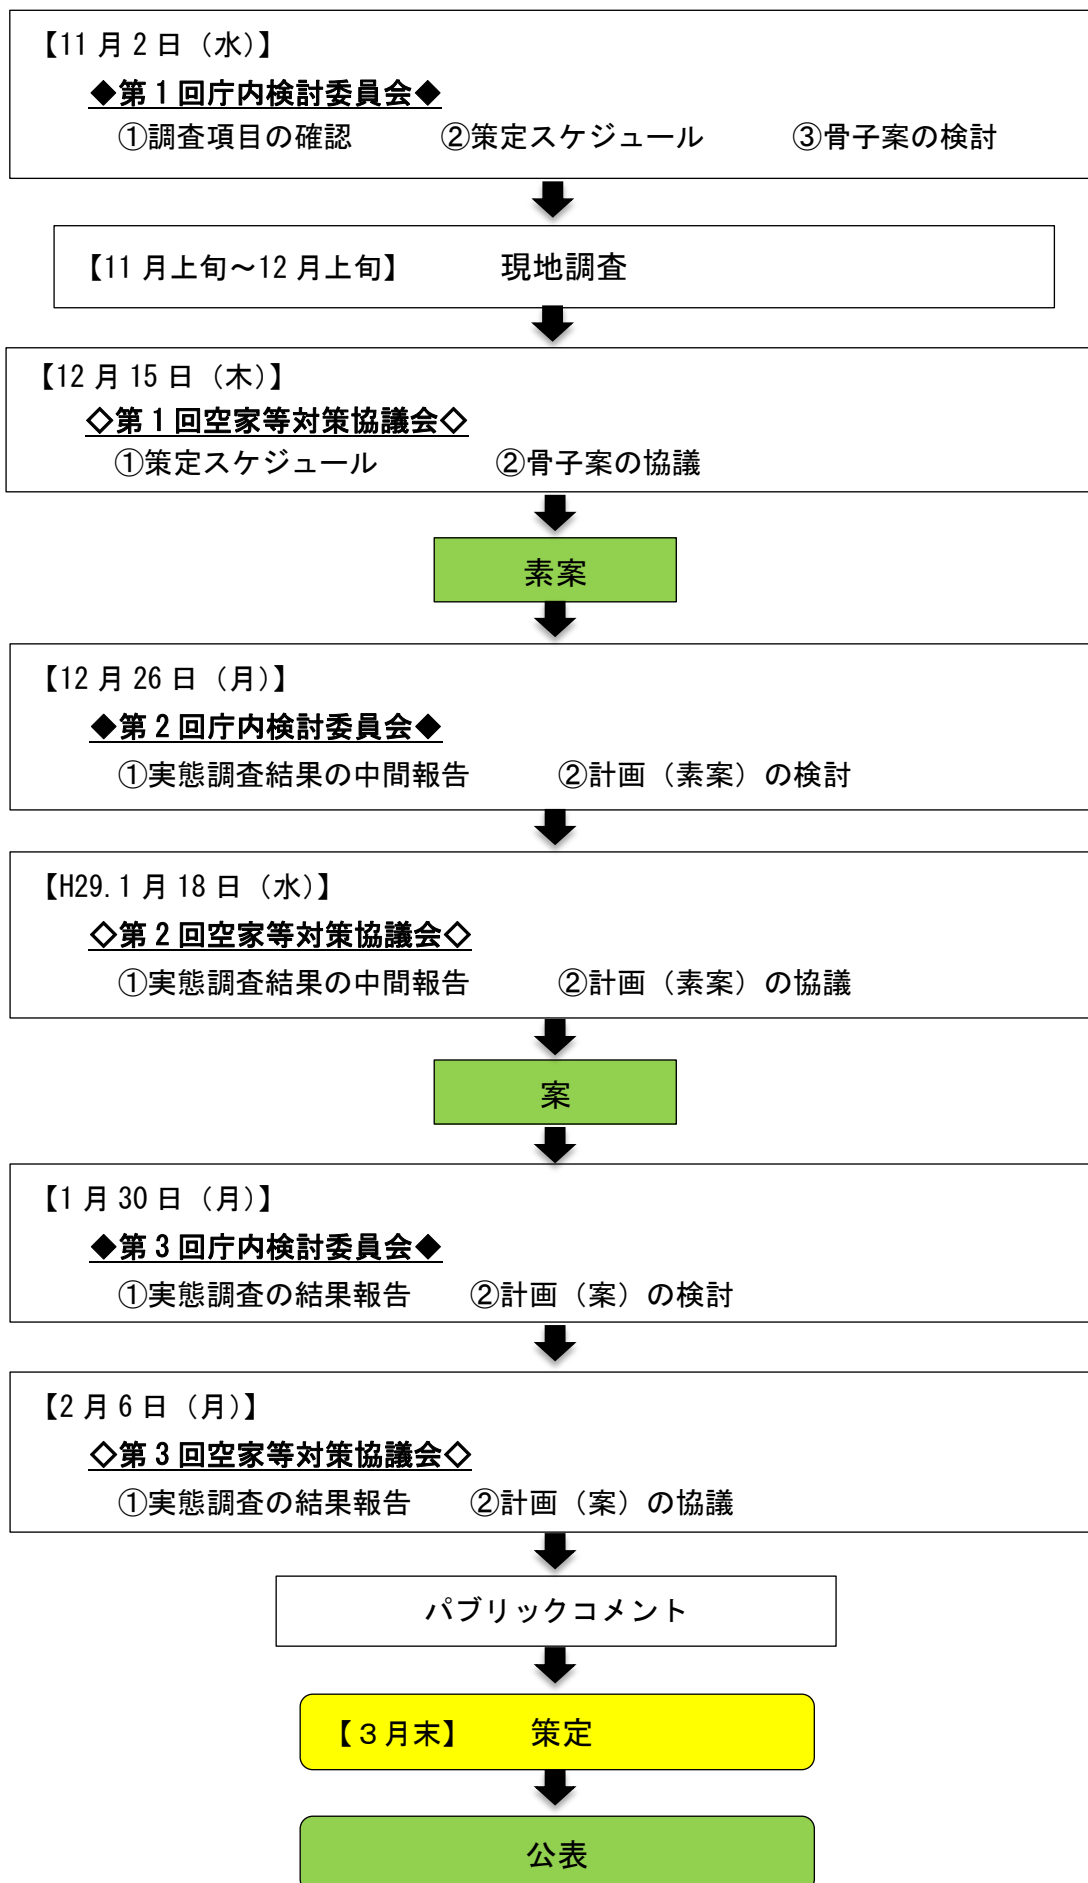 【11月2日（水）】
◆第1回庁内検討委員会◆
①調査項目の確認　②策定スケジュール　③骨子案の検討
【11月上旬～12月上旬】　現地調査
【12月15日（木）】
◇第1回空家等対策協議会◇
①策定スケジュール　②骨子案の協議
素案
【12月26日（月）】
◆第2回庁内検討委員会◆
①実態調査結果の中間報告　②計画（素案）の検討
【H29.1月18日（水）】
◇第2回空家等対策協議会◇
①実態調査結果の中間報告　②計画（素案）の協議
案
【1月30日（月）】
◆第3回庁内検討委員会◆
①実態調査の結果報告　②計画（案）の検討
【2月6日（月）】
◇第3回空家等対策協議会◇
①実態調査の結果報告　②計画（案）の協議
パブリックコメント
【３月末】　策定
公表